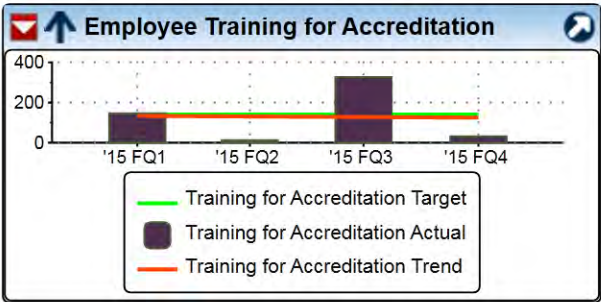 Employee Training for Accreditation
400
200
0
'15 FQ1 '15 FQ2 '15 FQ3 '15 FQ4
Training for Accreditation Target
Training for Accreditation Actual
Training for Accreditation Trend